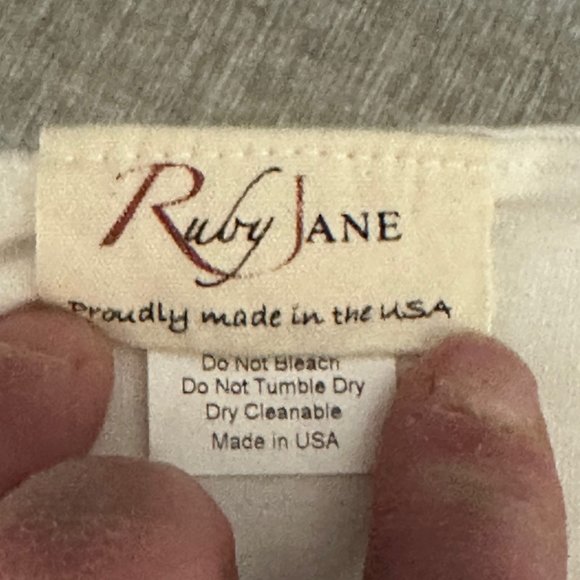 Ruby JANE
Proudly made in the USA
Do Not Bleach
Do Not Tumble Dry
Dry Cleanable
Made in USA